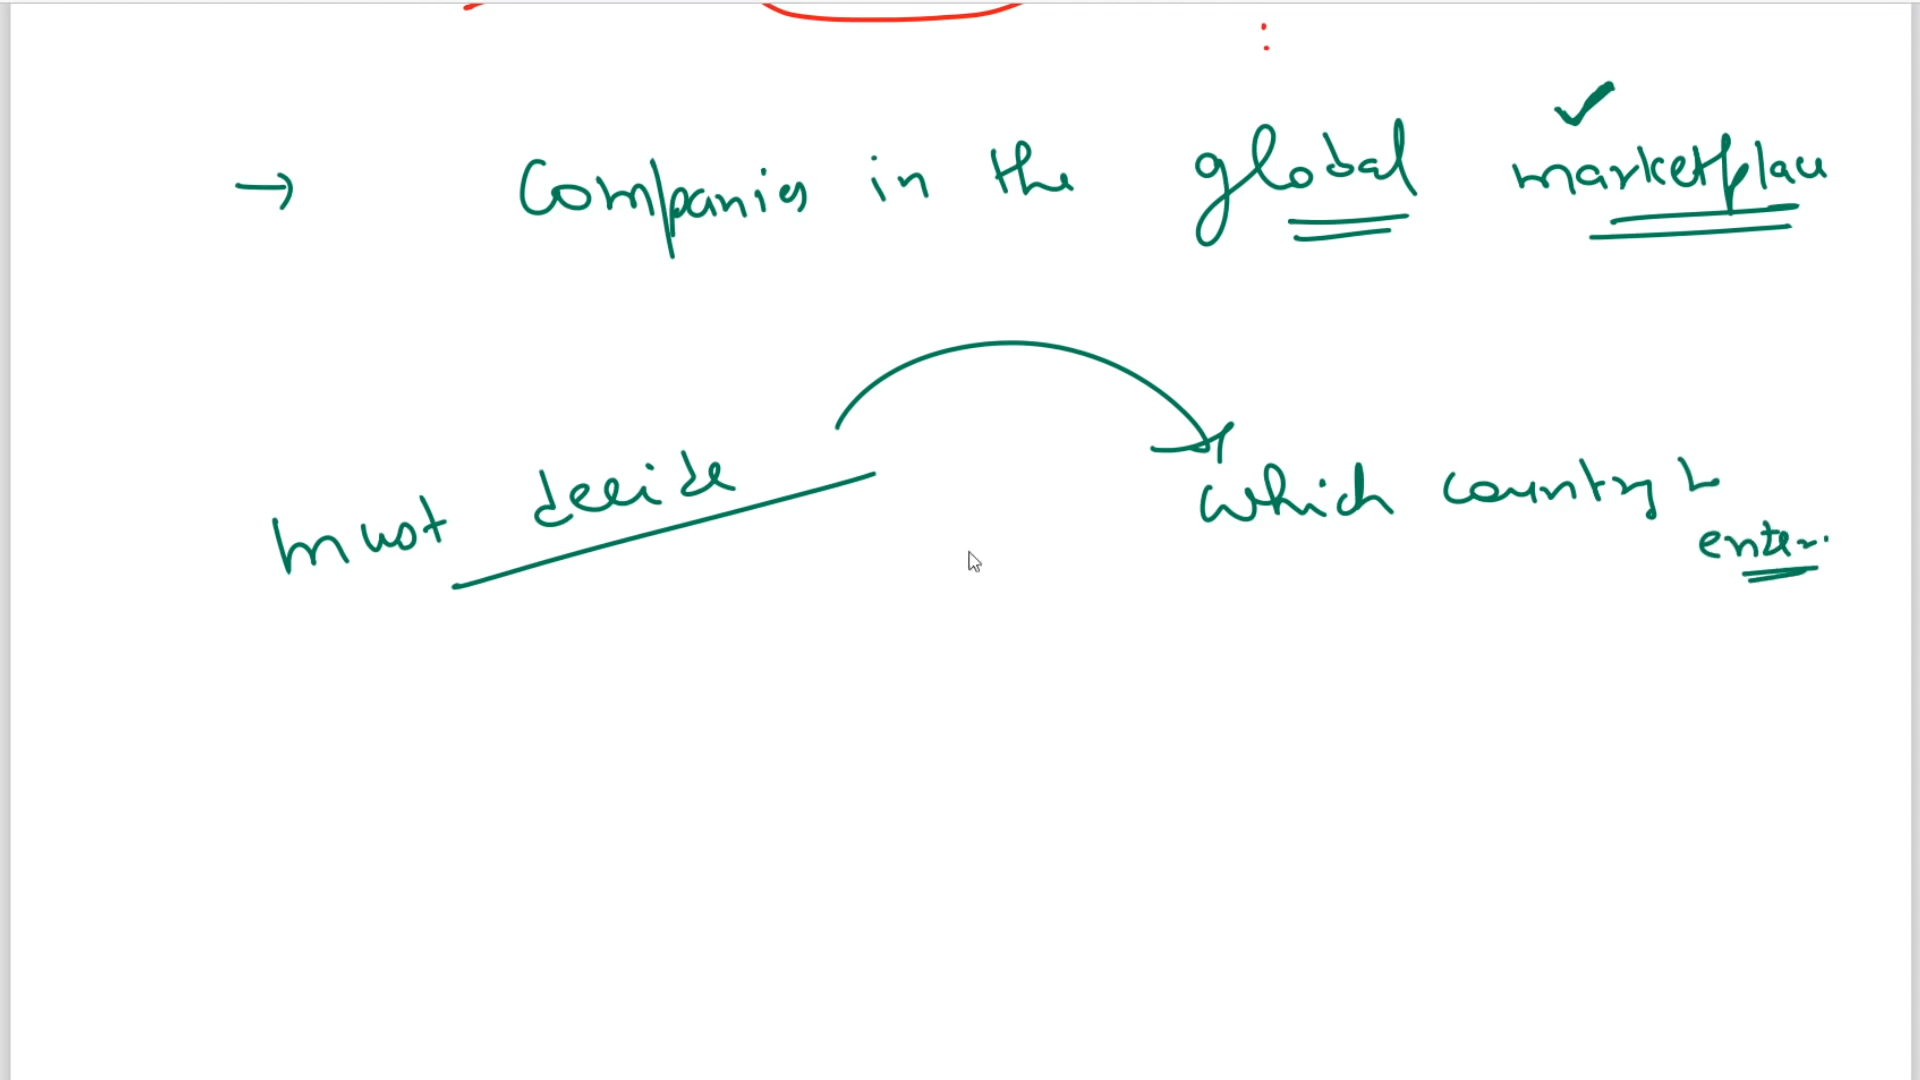 → Companies in the global marketplace
must decide which country to
enter.